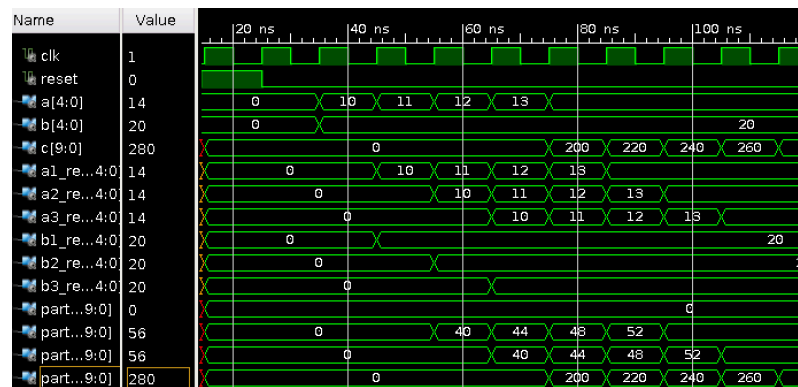 Name Value
20 ns 40 ns 60 ns 80 ns 100 ns
clk 1
reset 0
a[4:0] 14 0 10 11 12 13
b[4:0] 20 0 20
c[9:0] 280 0 200 220 240 260
a1_re...4:0] 14 0 10 11 12 13
a2_re...4:0] 14 0 10 11 12 13
a3_re...4:0] 14 0 10 11 12 13
b1_re...4:0] 20 0 20
b2_re...4:0] 20 0
b3_re...4:0] 20 0
part...9:0] 0 0
part...9:0] 56 0 40 44 48 52
part...9:0] 56 0 40 44 48 52
part...9:0] 280 0 200 220 240 260